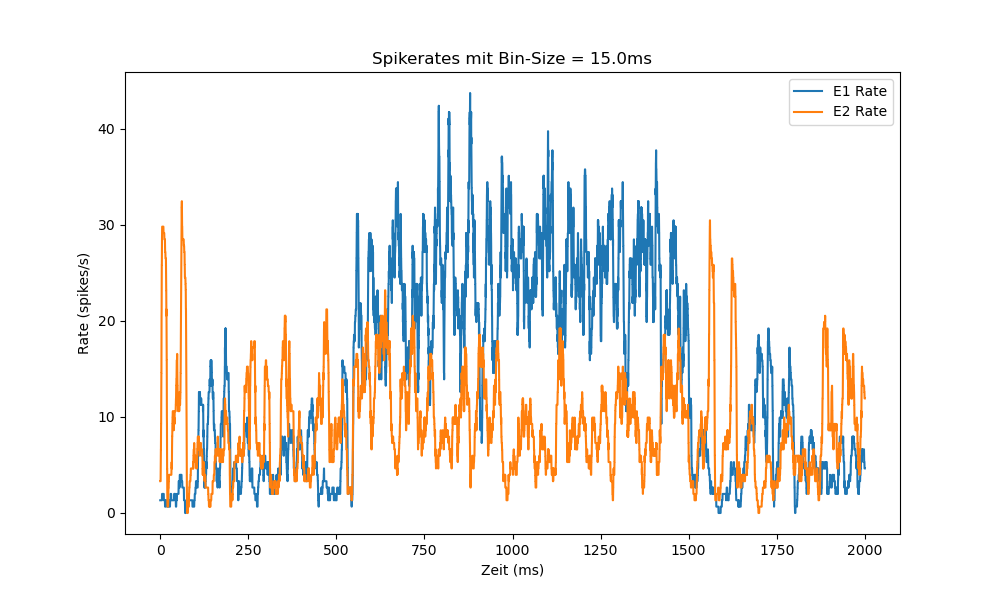 Spikerates mit Bin-Size = 15.0ms
E1 Rate
E2 Rate
Rate (spikes/s)
40
30
20
10
0
0 250 500 750 1000 1250 1500 1750 2000
Zeit (ms)